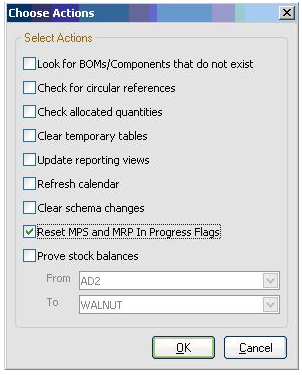 Choose Actions
Select Actions
Look for BOMs/Components that do not exist
Check for circular references
Check allocated quantities
Clear temporary tables
Update reporting views
Refresh calendar
Clear schema changes
Reset MPS and MRP In Progress Flags
Prove stock balances
From AD2
To WALNUT
OK Cancel